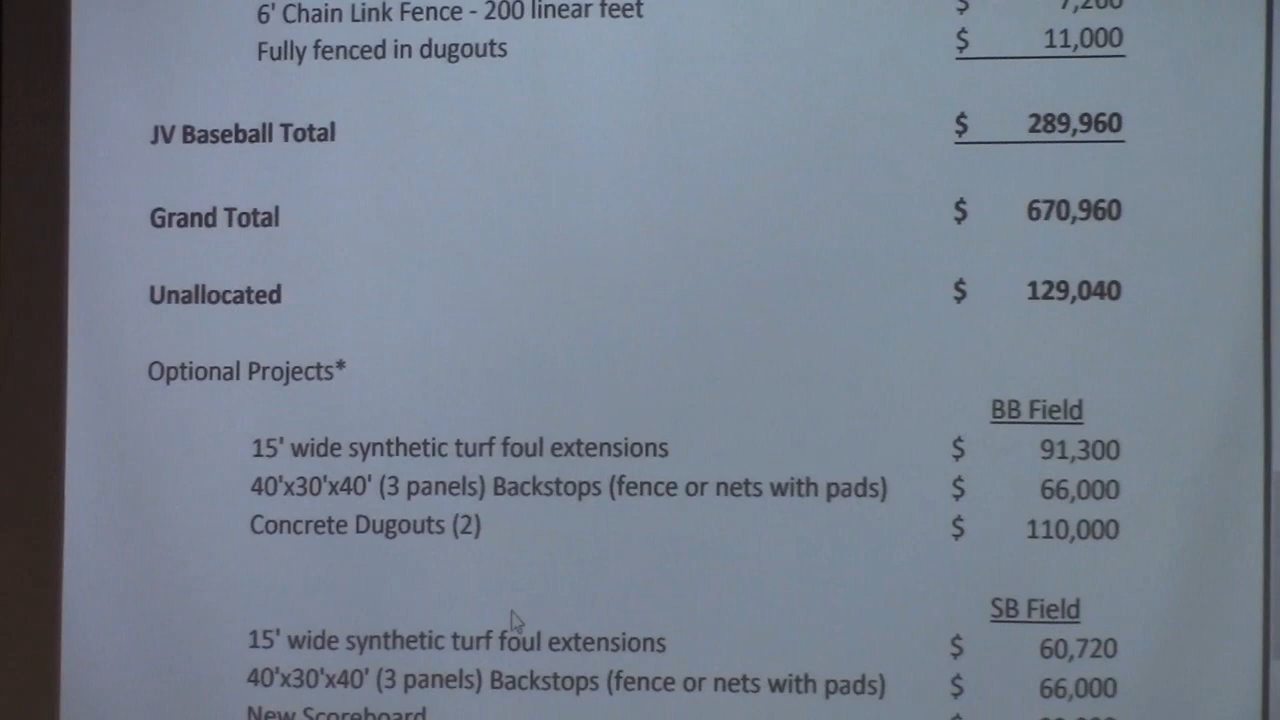 6' Chain Link Fence - 200 linear feet $ 7,200
Fully fenced in dugouts $ 11,000
JV Baseball Total $ 289,960
Grand Total $ 670,960
Unallocated $ 129,040
Optional Projects*
BB Field
15' wide synthetic turf foul extensions $ 91,300
40'x30'x40' (3 panels) Backstops (fence or nets with pads) $ 66,000
Concrete Dugouts (2) $ 110,000
SB Field
15' wide synthetic turf foul extensions $ 60,720
40'x30'x40' (3 panels) Backstops (fence or nets with pads) $ 66,000
New Scoreboard $